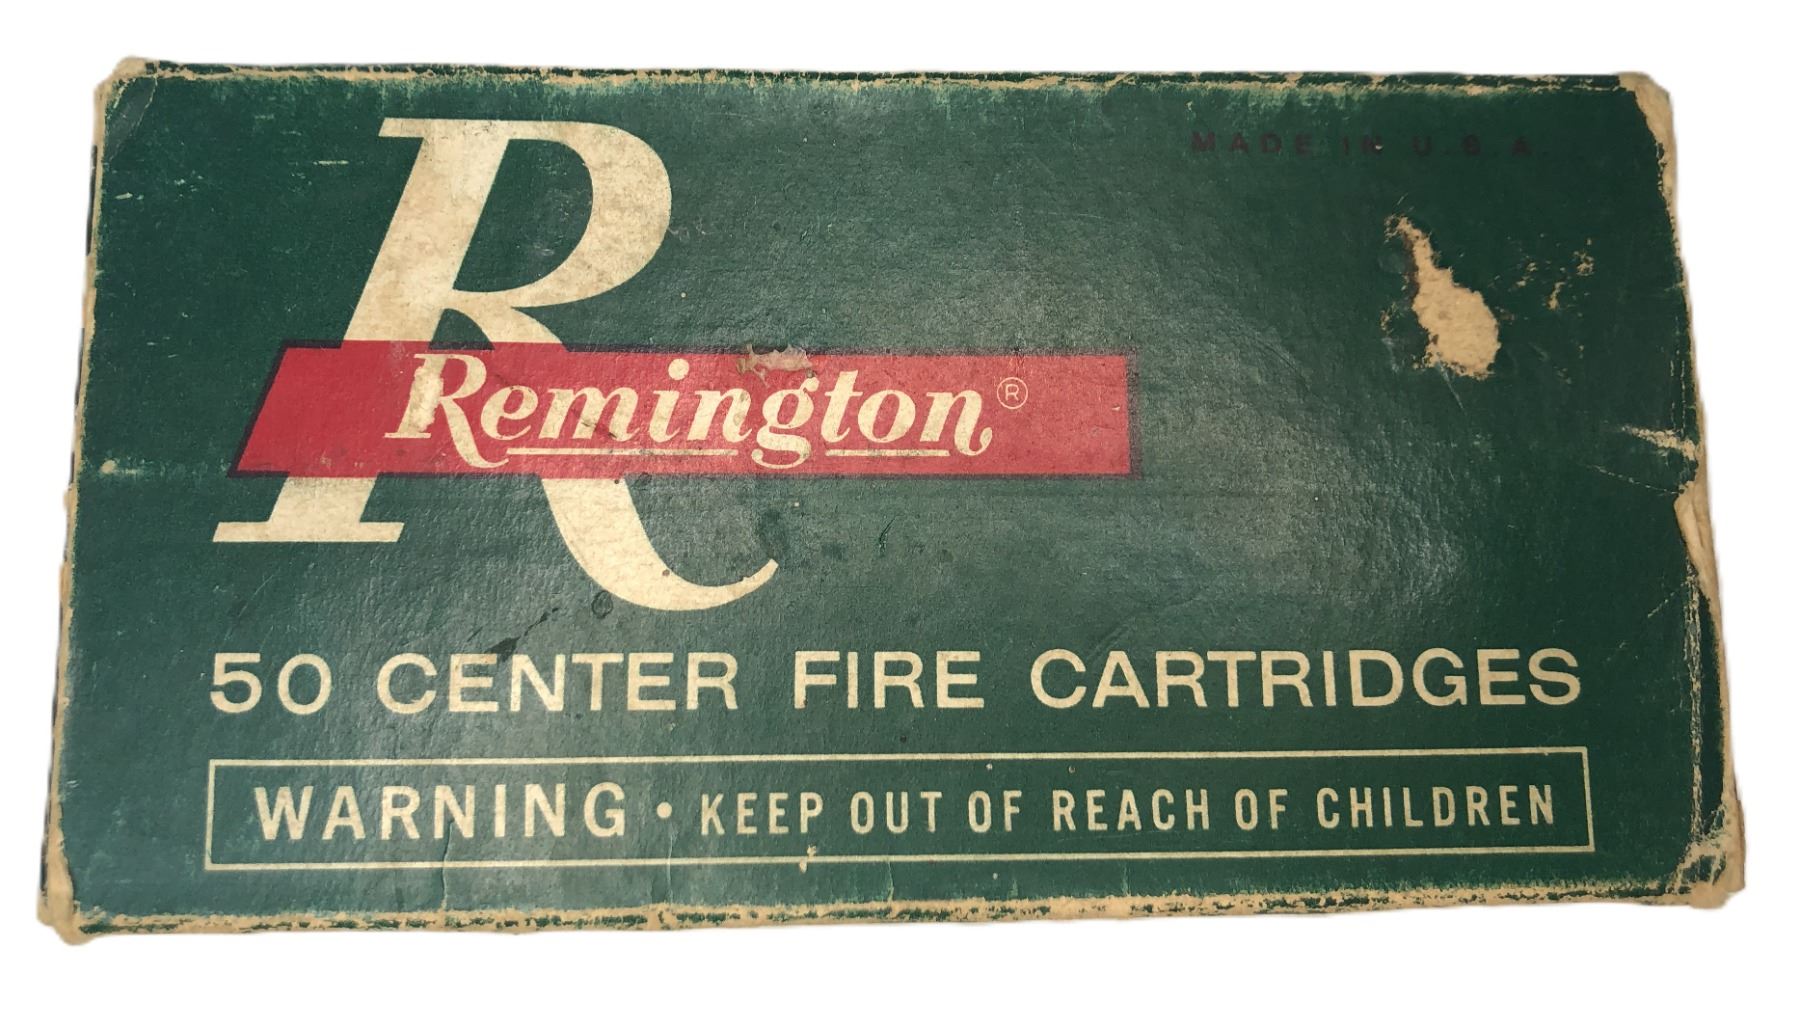 MADE IN U.S.A.
R
Remington®
50 CENTER FIRE CARTRIDGES
WARNING • KEEP OUT OF REACH OF CHILDREN